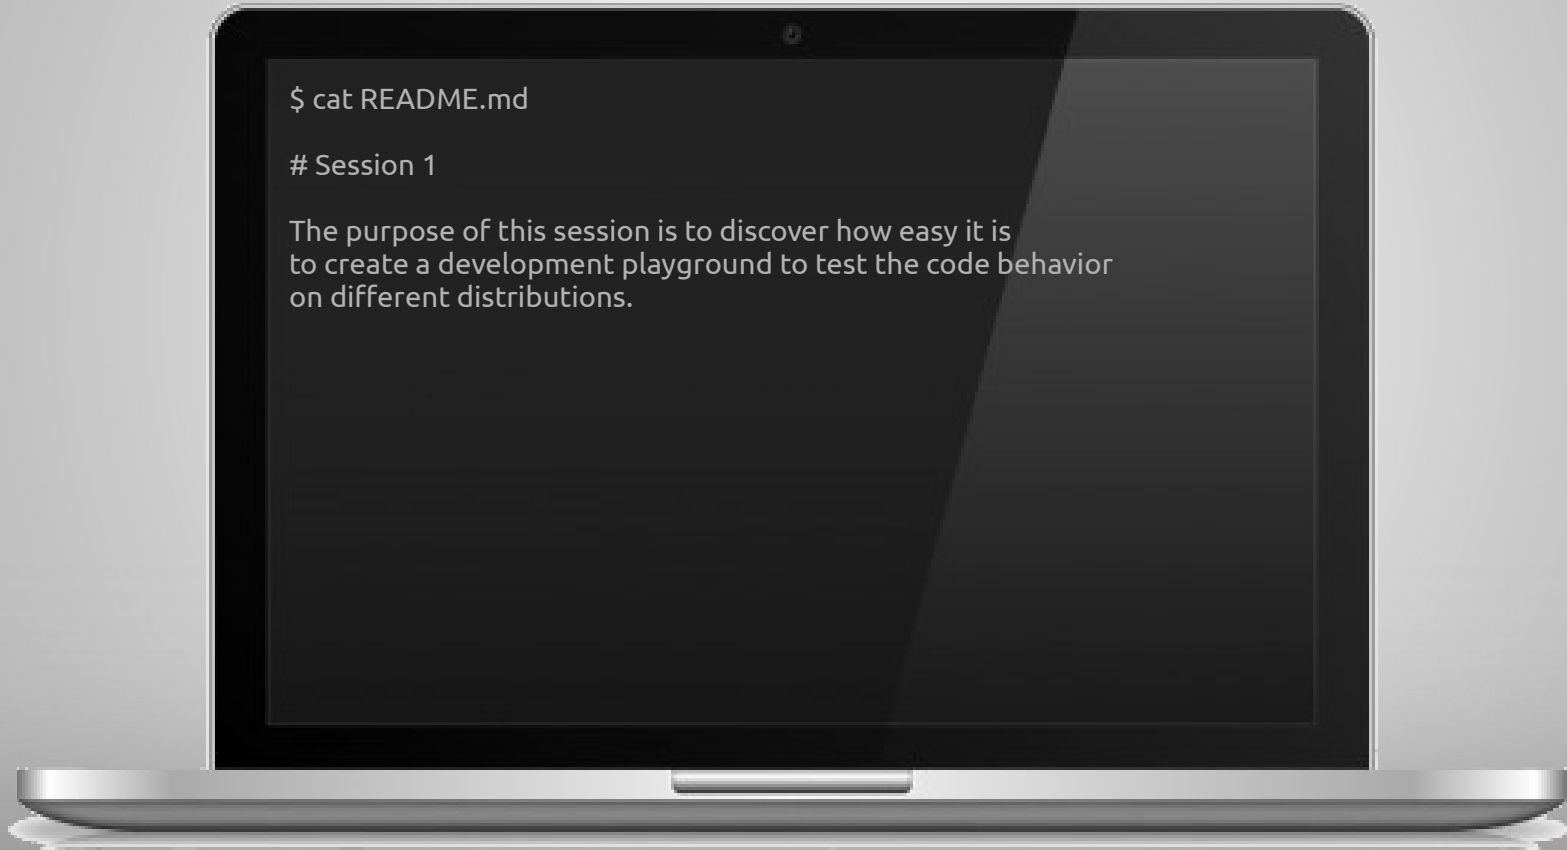 $ cat README.md
# Session 1
The purpose of this session is to discover how easy it is
to create a development playground to test the code behavior
on different distributions.